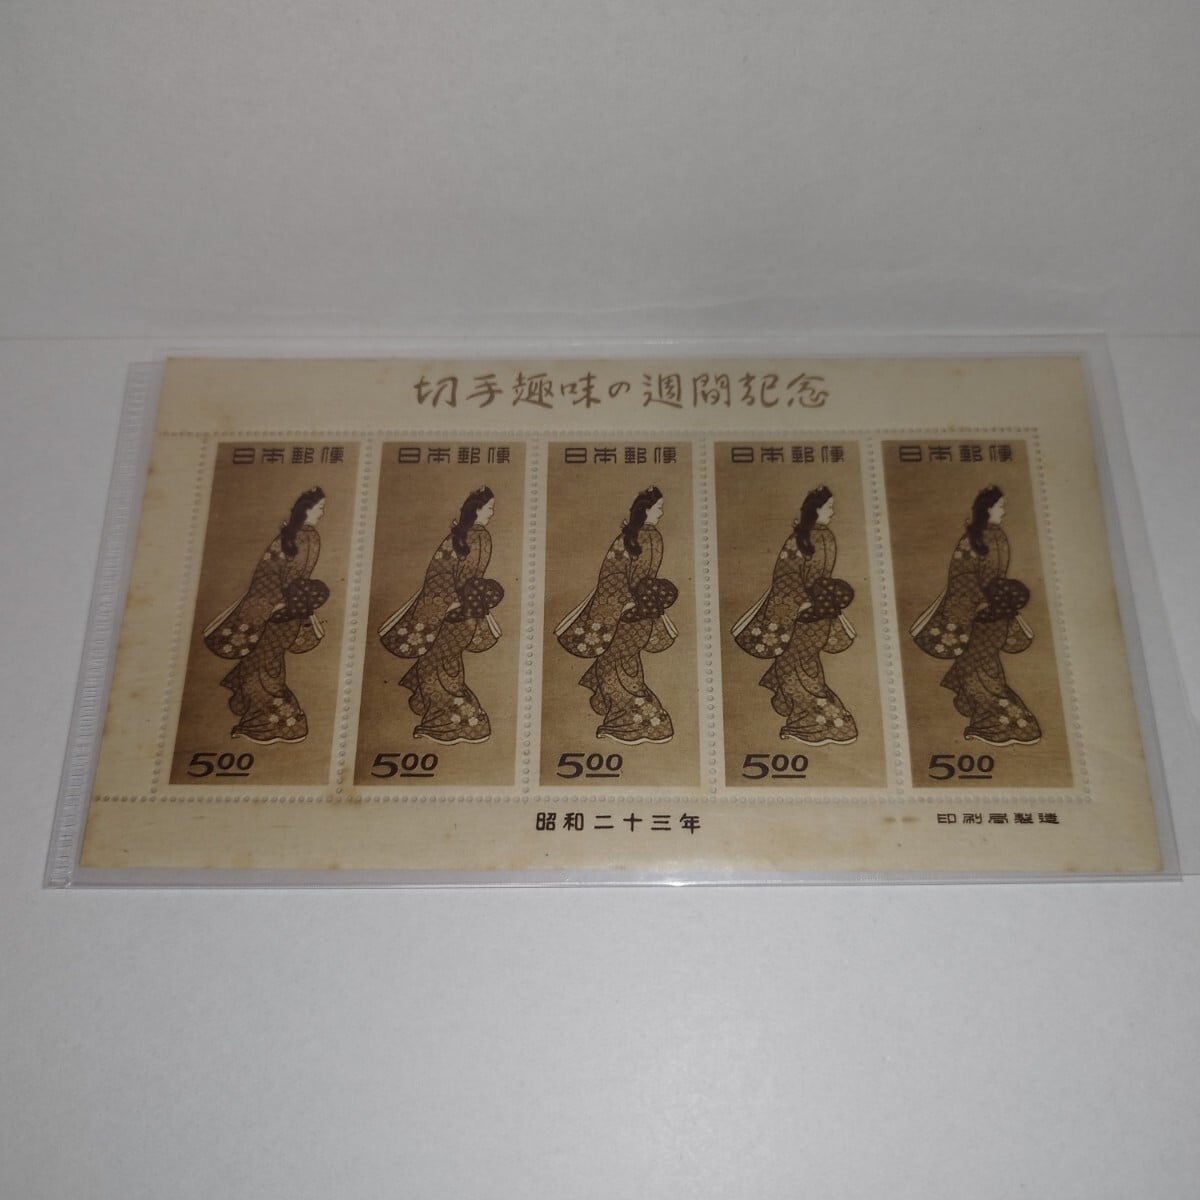 切手趣味の週間記念
日本郵便 日本郵便 日本郵便 日本郵便 日本郵便
5.00 5.00 5.00 5.00 5.00
昭和二十三年
印刷局製造